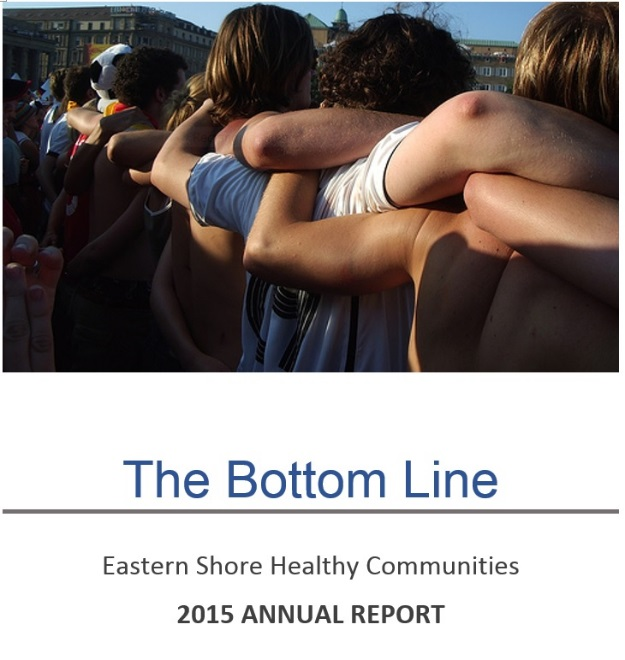 The Bottom Line
Eastern Shore Healthy Communities
2015 ANNUAL REPORT